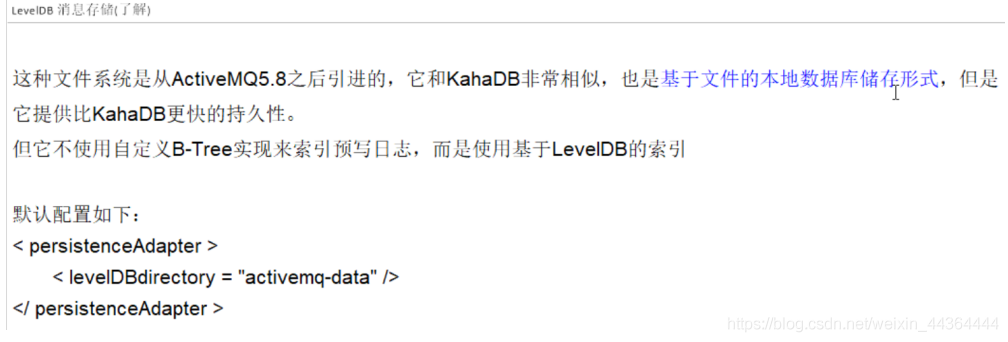 LevelDB 消息存储(了解)
这种文件系统是从ActiveMQ5.8之后引进的，它和KahaDB非常相似，也是基于文件的本地数据库储存形式，但是
它提供比KahaDB更快的持久性。
但它不使用自定义B-Tree实现来索引预写日志，而是使用基于LevelDB的索引
默认配置如下：
< persistenceAdapter >
< levelDBdirectory = "activemq-data" />
</ persistenceAdapter >
https://blog.csdn.net/weixin_44364444